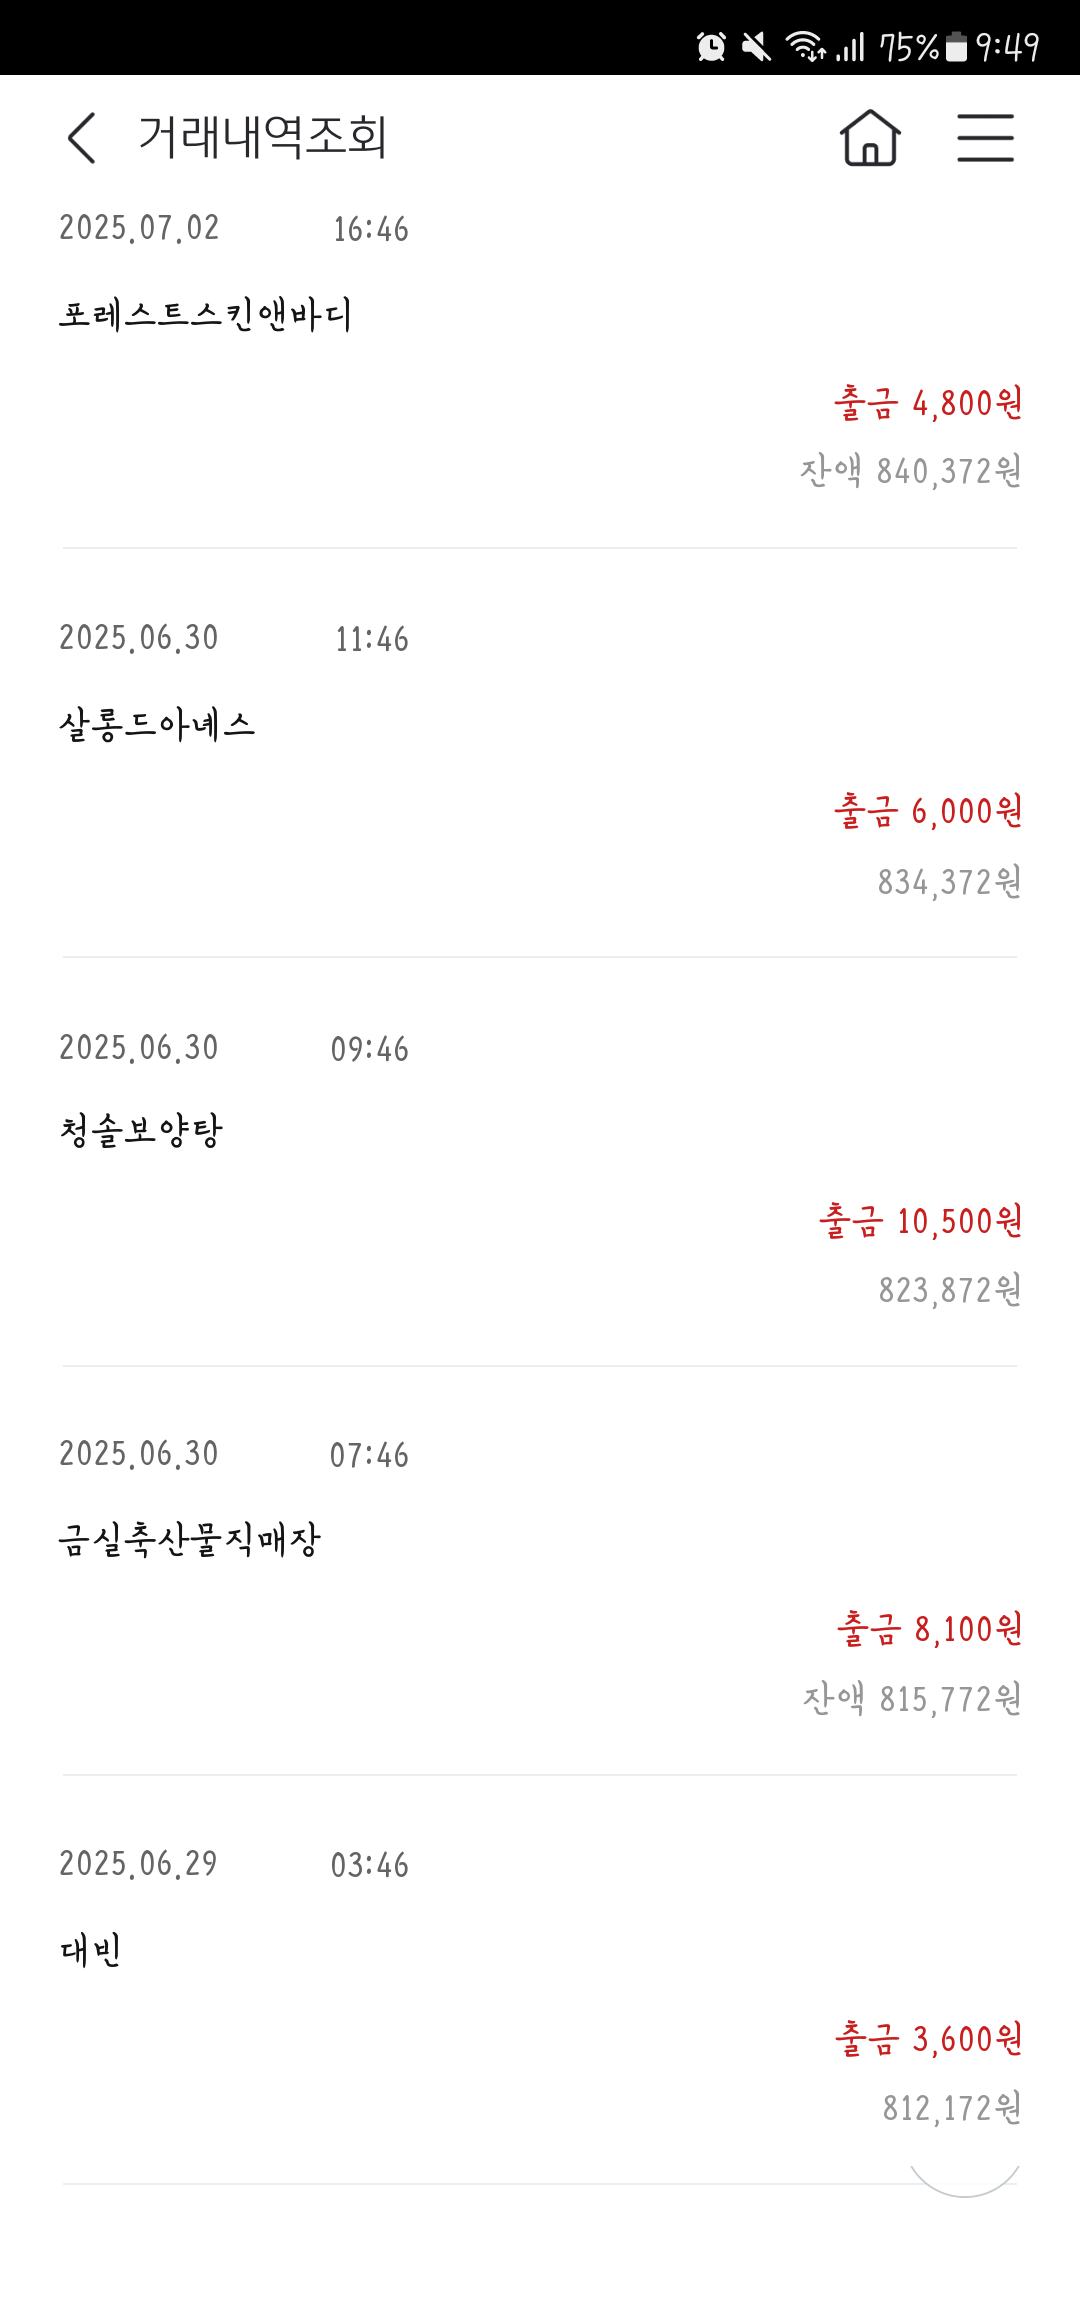 75% 9:49
거래내역조회
2025.07.02 16:46
포레스트스킨앤바디
출금 4,800원
잔액 840,372원
2025.06.30 11:46
살롱드아네스
출금 6,000원
834,372원
2025.06.30 09:46
청솔보양탕
출금 10,500원
823,872원
2025.06.30 07:46
금실축산물직매장
출금 8,100원
잔액 815,772원
2025.06.29 03:46
대빈
출금 3,600원
812,172원